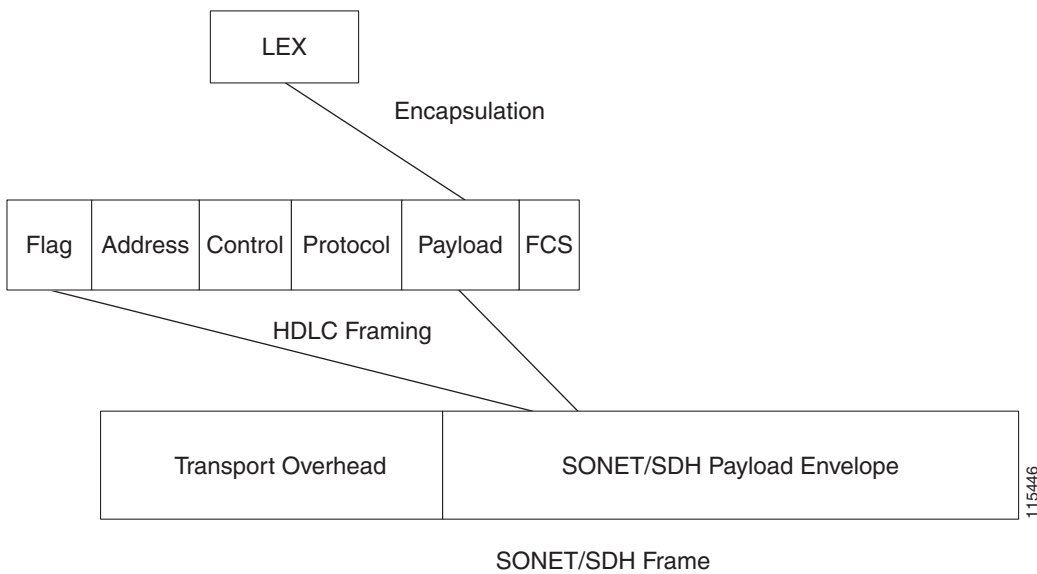 LEX
Encapsulation
Flag Address Control Protocol Payload FCS
HDLC Framing
Transport Overhead SONET/SDH Payload Envelope
115446
SONET/SDH Frame